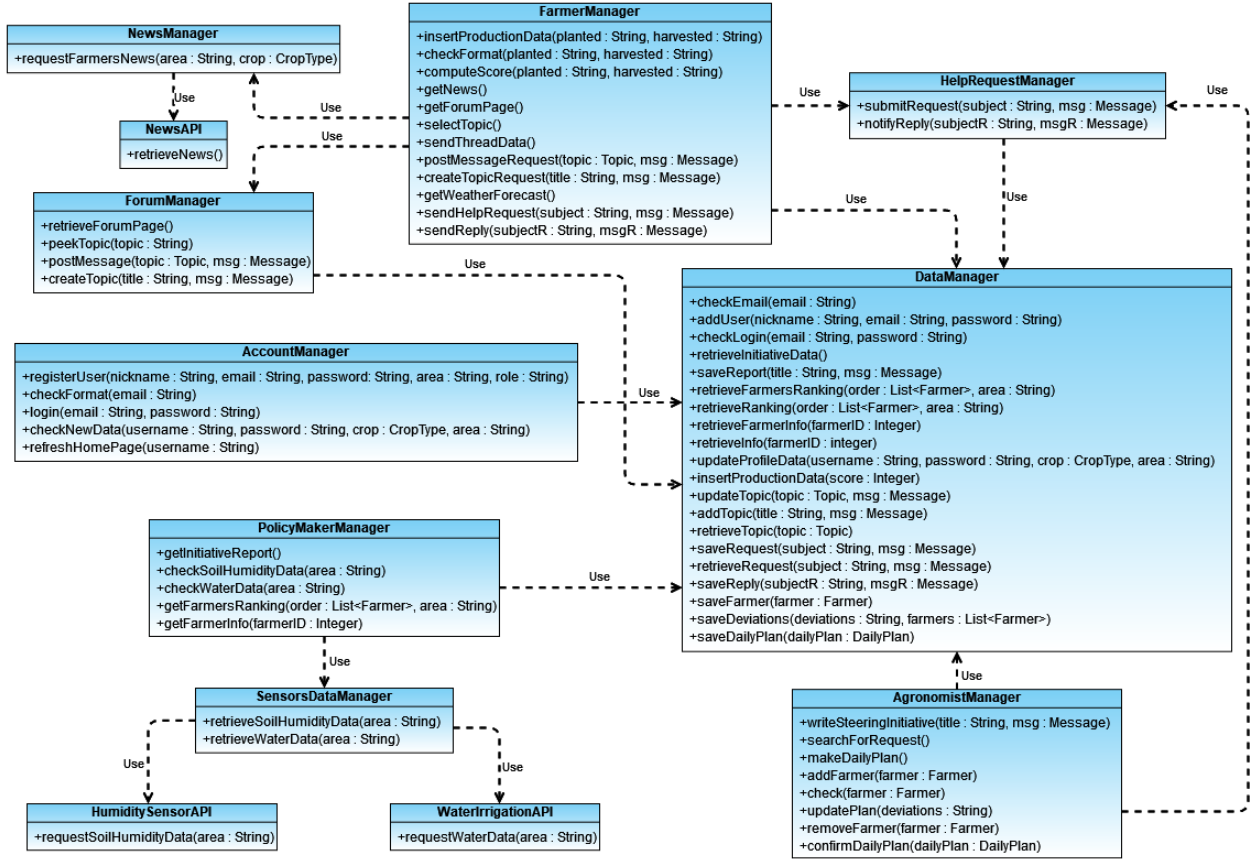 NewsManager
+requestFarmersNews(area : String, crop : CropType)
Use
NewsAPI
+retrieveNews()
FarmerManager
+insertProductionData(planted : String, harvested : String)
+checkFormat(planted : String, harvested : String)
+computeScore(planted : String, harvested : String)
+getNews()
+getForumPage()
+selectTopic()
+sendThreadData()
+postMessageRequest(topic : Topic, msg : Message)
+createTopicRequest(title : String, msg : Message)
+getWeatherForecast()
+sendHelpRequest(subject : String, msg : Message)
+sendReply(subjectR : String, msgR : Message)
Use
Use
Use
Use
HelpRequestManager
+submitRequest(subject : String, msg : Message)
+notifyReply(subjectR : String, msgR : Message)
Use
Use
ForumManager
+retrieveForumPage()
+peekTopic(topic : String)
+postMessage(topic : Topic, msg : Message)
+createTopic(title : String, msg : Message)
Use
DataManager
+checkEmail(email : String)
+addUser(nickname : String, email : String, password : String)
+checkLogin(email : String, password : String)
+retrieveInitiativeData()
+saveReport(title : String, msg : Message)
+retrieveFarmersRanking(order : List<Farmer>, area : String)
+retrieveRanking(order : List<Farmer>, area : String)
+retrieveFarmerInfo(farmerID : Integer)
+retrieveInfo(farmerID : integer)
+updateProfileData(username : String, password : String, crop : CropType, area : String)
+insertProductionData(score : Integer)
+updateTopic(topic : Topic, msg : Message)
+addTopic(title : String, msg : Message)
+retrieveTopic(topic : Topic)
+saveRequest(subject : String, msg : Message)
+retrieveRequest(subject : String, msg : Message)
+saveReply(subjectR : String, msgR : Message)
+saveFarmer(farmer : Farmer)
+saveDeviations(deviations : String, farmers : List<Farmer>)
+saveDailyPlan(dailyPlan : DailyPlan)
AccountManager
+registerUser(nickname : String, email : String, password: String, area : String, role : String)
+checkFormat(email : String)
+login(email : String, password : String)
+checkNewData(username : String, password : String, crop : CropType, area : String)
+refreshHomePage(username : String)
Use
PolicyMakerManager
+getInitiativeReport()
+checkSoilHumidityData(area : String)
+checkWaterData(area : String)
+getFarmersRanking(order : List<Farmer>, area : String)
+getFarmerInfo(farmerID : Integer)
Use
Use
SensorsDataManager
+retrieveSoilHumidityData(area : String)
+retrieveWaterData(area : String)
Use
Use
HumiditySensorAPI
+requestSoilHumidityData(area : String)
WaterIrrigationAPI
+requestWaterData(area : String)
Use
AgronomistManager
+writeSteeringInitiative(title : String, msg : Message)
+searchForRequest()
+makeDailyPlan()
+addFarmer(farmer : Farmer)
+check(farmer : Farmer)
+updatePlan(deviations : String)
+removeFarmer(farmer : Farmer)
+confirmDailyPlan(dailyPlan : DailyPlan)